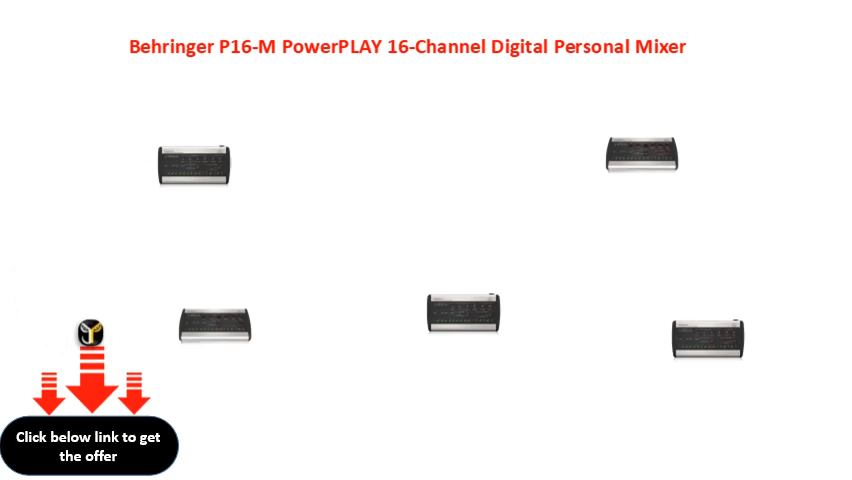 Behringer P16-M PowerPLAY 16-Channel Digital Personal Mixer
Click below link to get
the offer